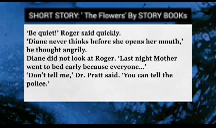 SHORT STORY: ' The Flowers' By STORY BOOKs
'Be quiet!' Roger said quickly.
'Diane never thinks before she opens her mouth,'
he thought angrily.
Diane did not look at Roger. 'Last night Mother
went to bed early because everyone...'
'Don't tell me,' Dr. Pratt said. 'You can tell the
police.'